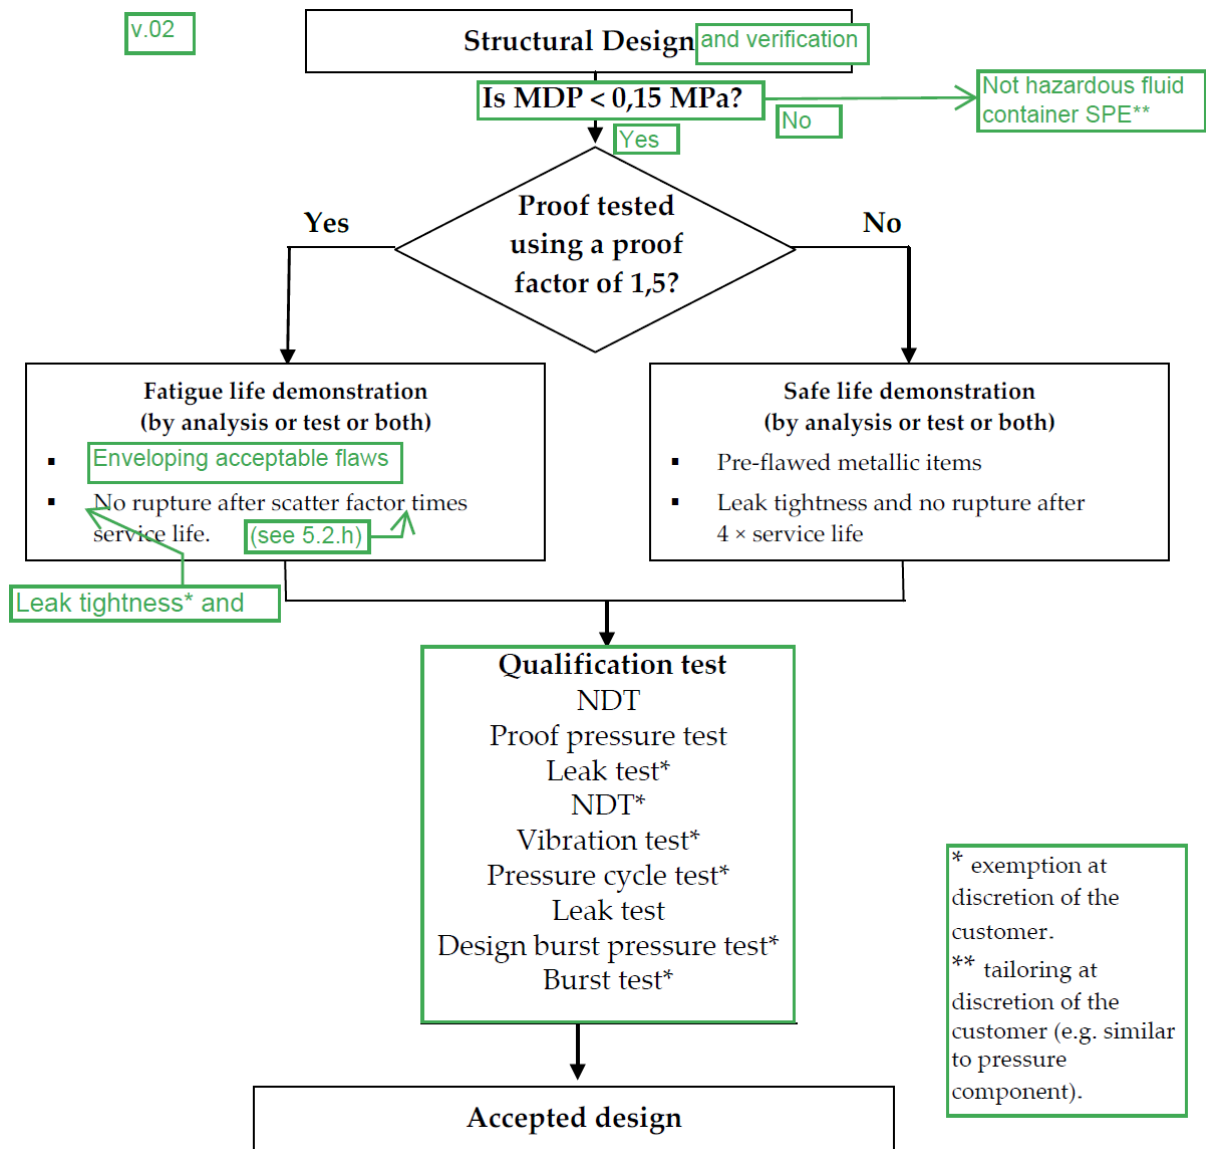 v.02
Structural Design and verification
Is MDP < 0,15 MPa?
No
Not hazardous fluid
container SPE**
Yes
Proof tested
using a proof
factor of 1,5?
Yes
No
Fatigue life demonstration
(by analysis or test or both)
▪ Enveloping acceptable flaws
▪ No rupture after scatter factor times
service life.
(see 5.2.h)
Leak tightness* and
Safe life demonstration
(by analysis or test or both)
▪ Pre-flawed metallic items
▪ Leak tightness and no rupture after
4 × service life
Qualification test
NDT
Proof pressure test
Leak test*
NDT*
Vibration test*
Pressure cycle test*
Leak test
Design burst pressure test*
Burst test*
* exemption at
discretion of the
customer.
** tailoring at
discretion of the
customer (e.g. similar
to pressure
component).
Accepted design